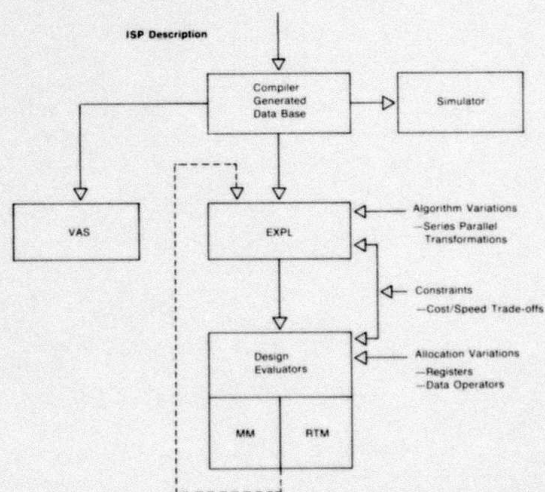 ISP Description
Compiler
Generated
Data Base
Simulator
VAS
EXPL
Algorithm Variations
—Series Parallel
Transformations
Constraints
—Cost/Speed Trade-offs
Design
Evaluators
Allocation Variations
—Registers
—Data Operators
MM
RTM